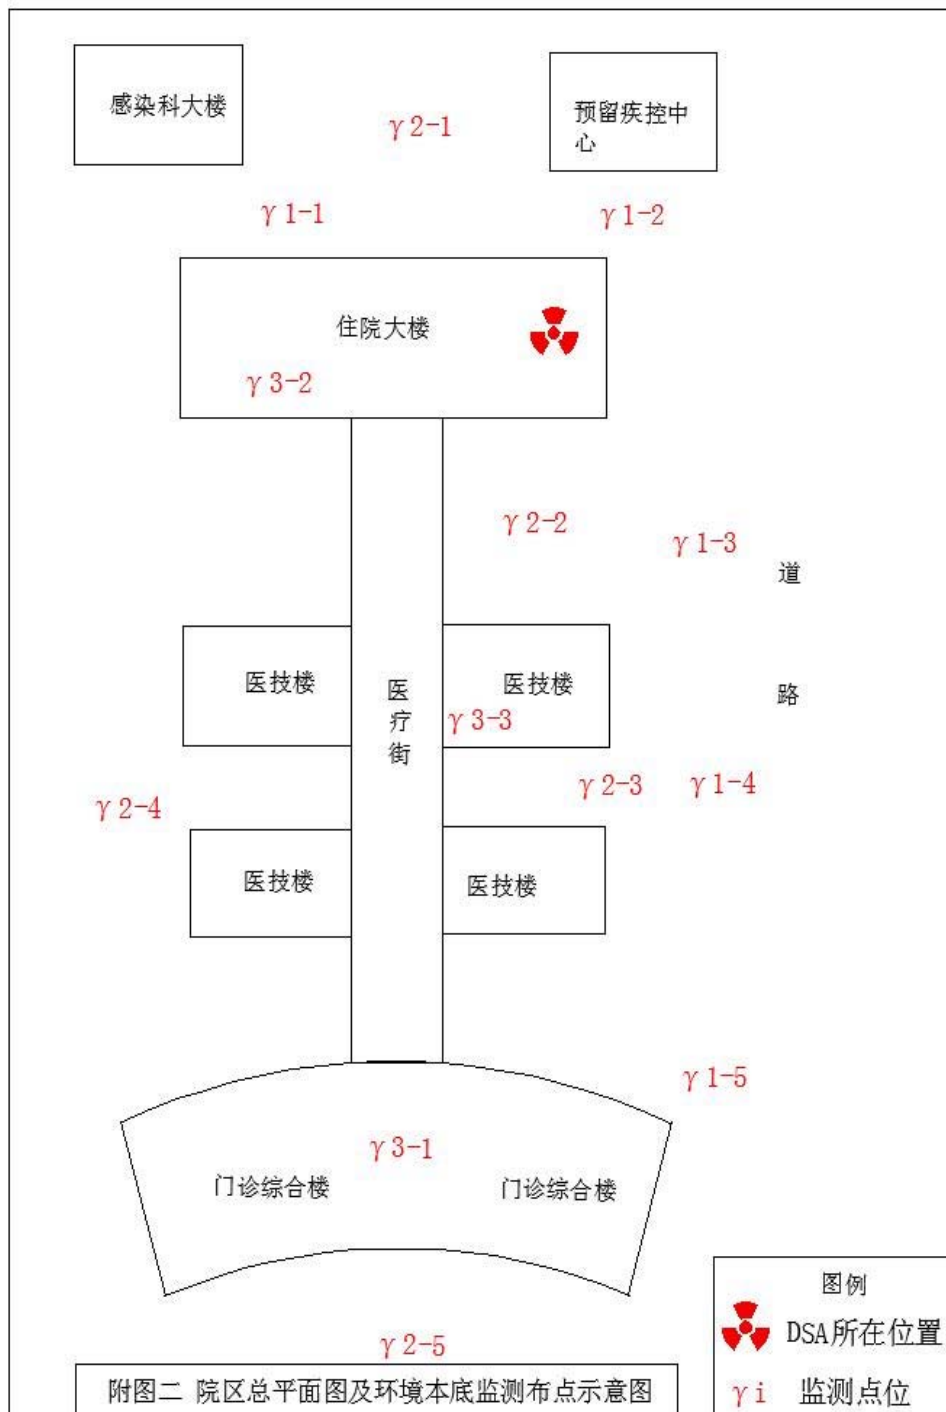 感染科大楼
γ2-1
预留疾控中
心
γ1-1
γ1-2
住院大楼
γ3-2
γ2-2
γ1-3
道
路
医技楼
医
疗
街
医技楼
γ3-3
γ2-3
γ1-4
γ2-4
医技楼
医技楼
γ1-5
γ3-1
门诊综合楼
门诊综合楼
γ2-5
图例
DSA所在位置
γi 监测点位
附图二 院区总平面图及环境本底监测布点示意图